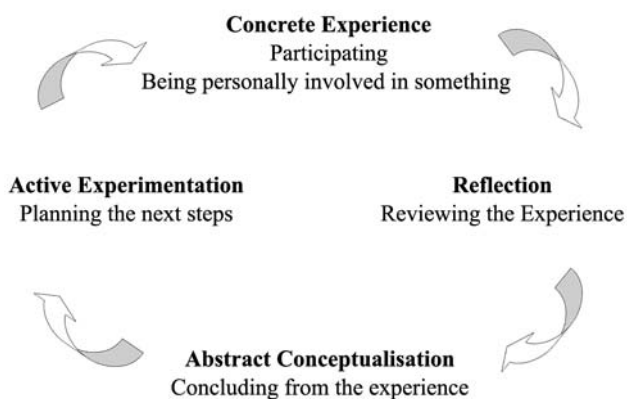 Concrete Experience
Participating
Being personally involved in something
Active Experimentation
Planning the next steps
Reflection
Reviewing the Experience
Abstract Conceptualisation
Concluding from the experience